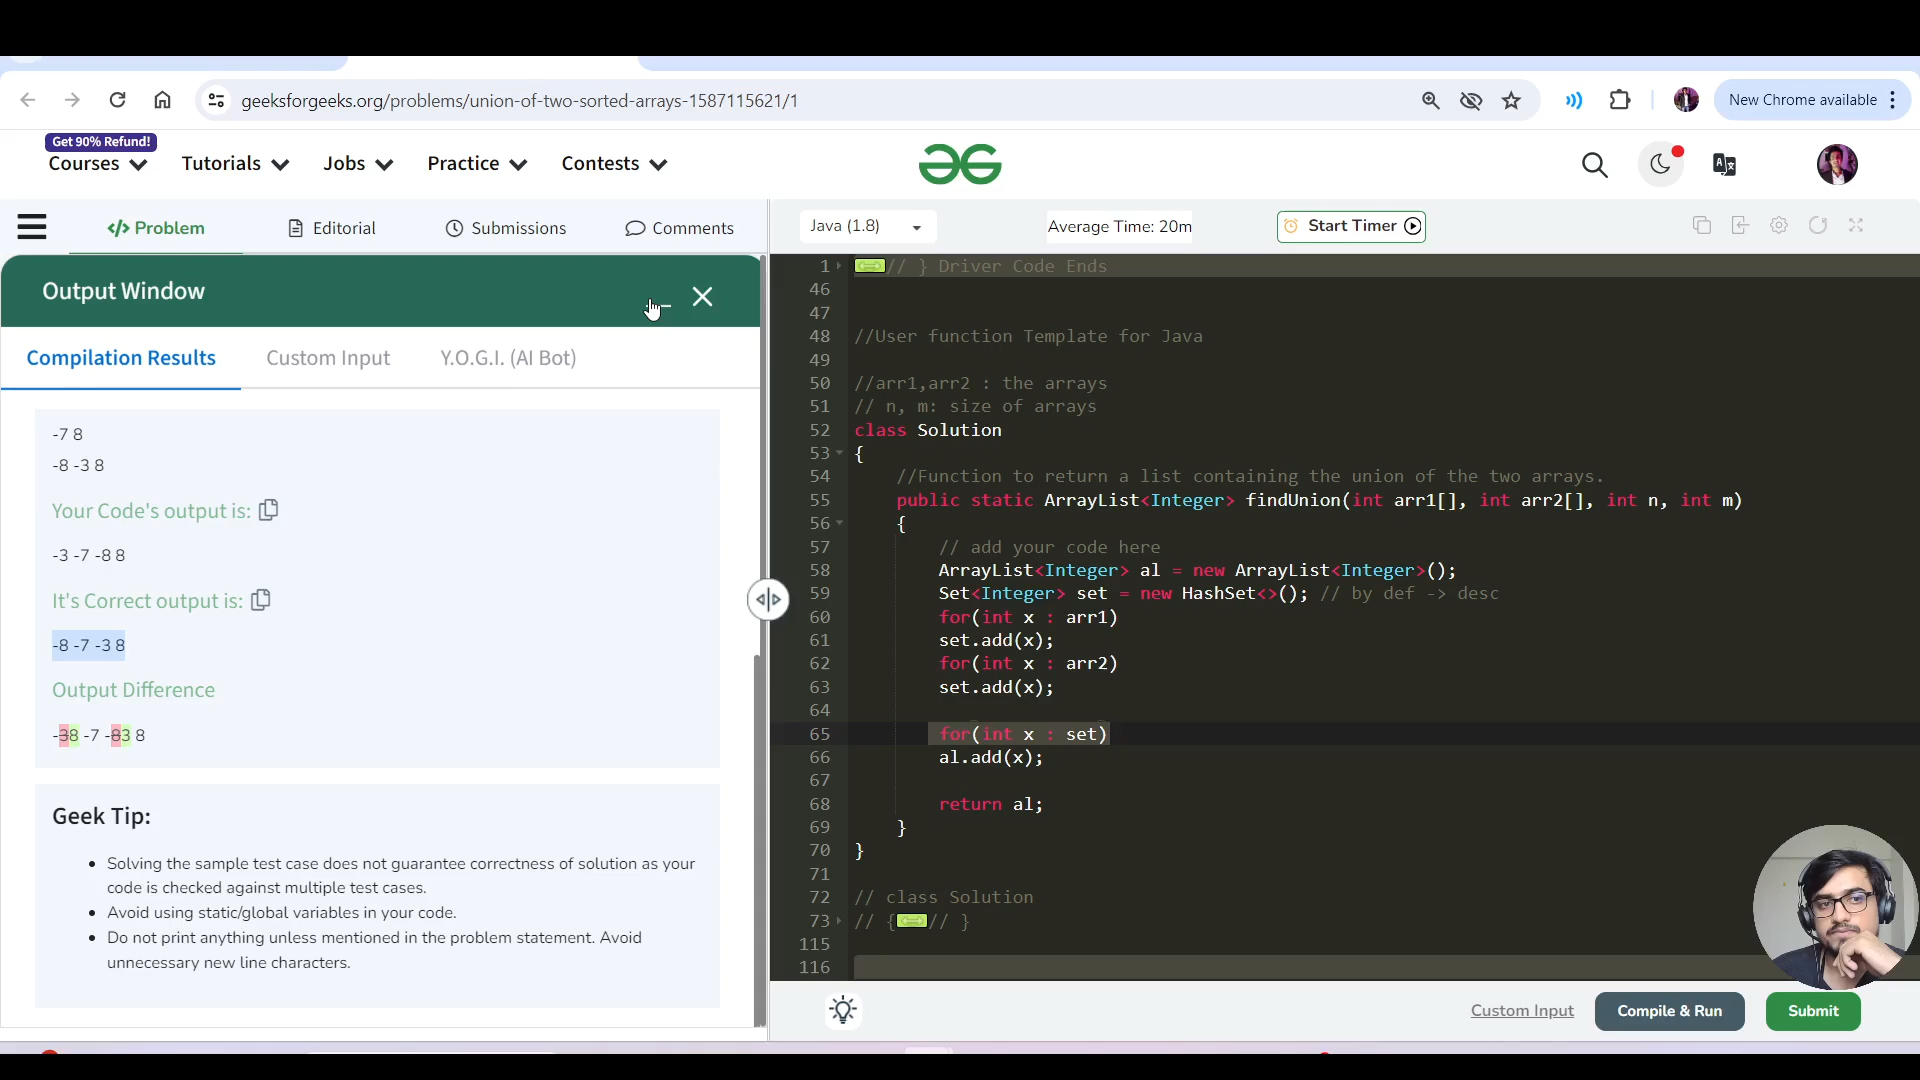 geeksforgeeks.org/problems/union-of-two-sorted-arrays-1587115621/1
New Chrome available
Get 90% Refund!
Courses
Tutorials
Jobs
Practice
Contests
</> Problem
Editorial
Submissions
Comments
Java (1.8)
Average Time: 20m
Start Timer
Output Window
Compilation Results
Custom Input
Y.O.G.I. (AI Bot)
-7 8
-8 -3 8
Your Code's output is:
-3 -7 -8 8
It's Correct output is:
-8 -7 -3 8
Output Difference
-38 -7 -83 8
Geek Tip:
• Solving the sample test case does not guarantee correctness of solution as your
code is checked against multiple test cases.
• Avoid using static/global variables in your code.
• Do not print anything unless mentioned in the problem statement. Avoid
unnecessary new line characters.
1 // } Driver Code Ends
46
47
48 //User function Template for Java
49
50 //arr1,arr2 : the arrays
51 // n, m: size of arrays
52 class Solution
53 {
54 //Function to return a list containing the union of the two arrays.
55 public static ArrayList<Integer> findUnion(int arr1[], int arr2[], int n, int m)
56 {
57 // add your code here
58 ArrayList<Integer> al = new ArrayList<Integer>();
59 Set<Integer> set = new HashSet<>(); // by def -> desc
60 for(int x : arr1)
61 set.add(x);
62 for(int x : arr2)
63 set.add(x);
64
65 for(int x : set)
66 al.add(x);
67
68 return al;
69 }
70 }
71
72 // class Solution
73 // { // }
115
116
Custom Input
Compile & Run
Submit